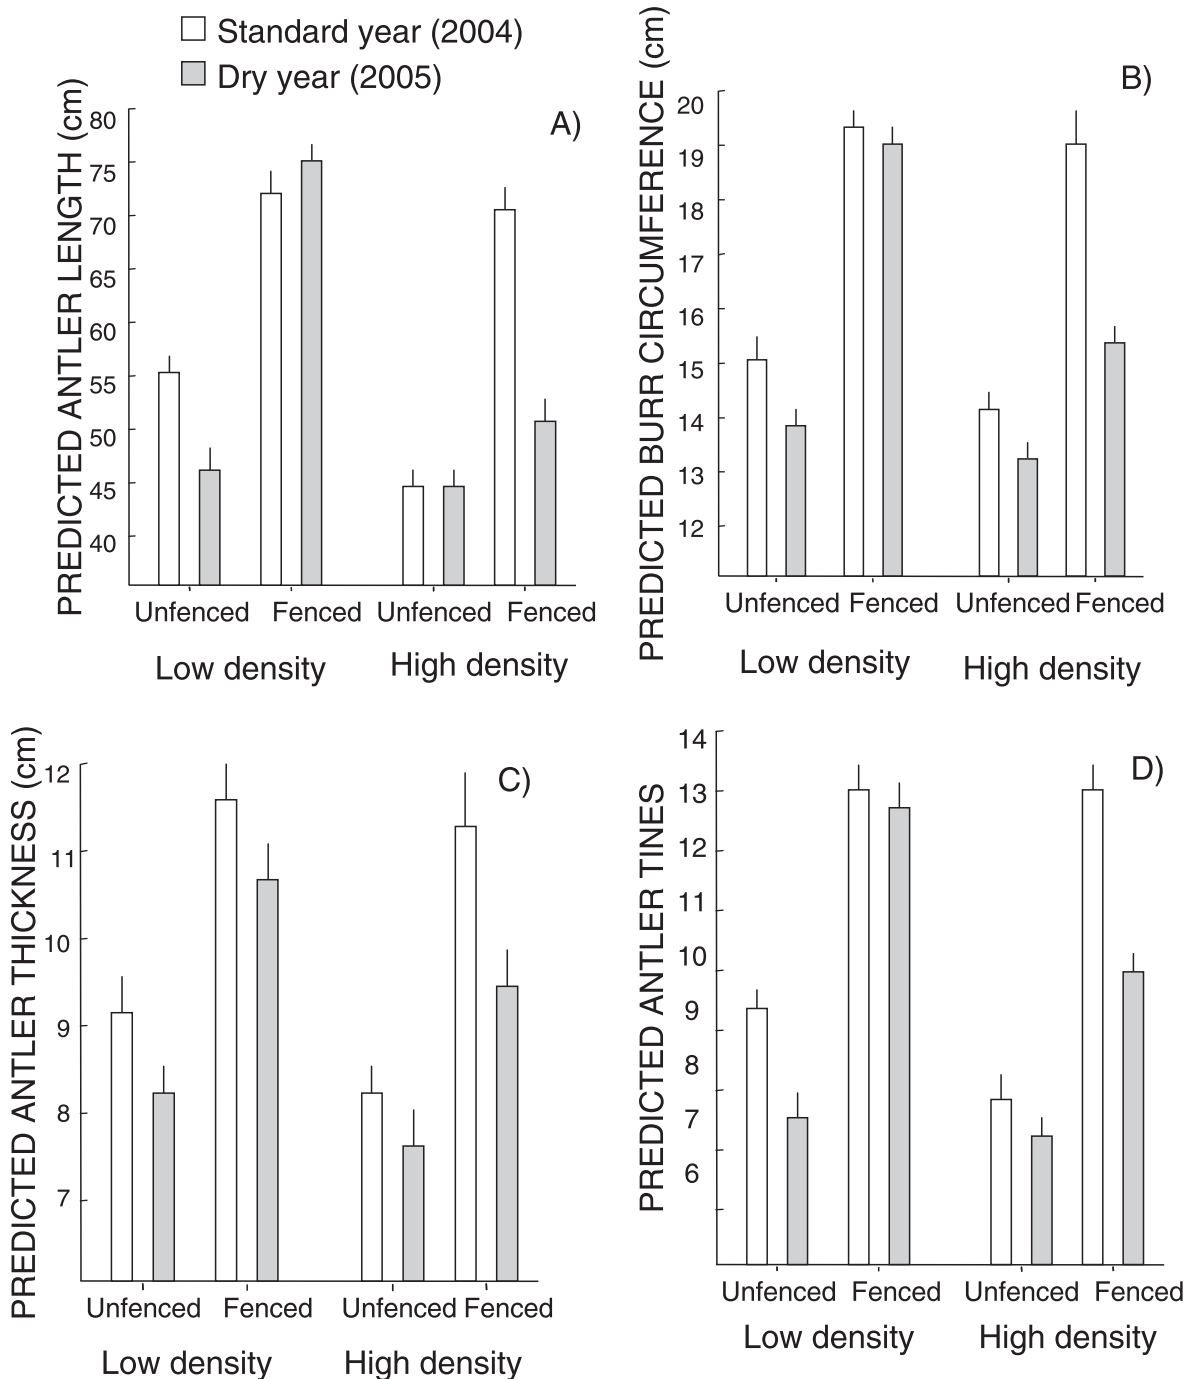 Standard year (2004)
Dry year (2005)
A)
PREDICTED ANTLER LENGTH (cm)
80
75
70
65
60
55
50
45
40
Unfenced Fenced Unfenced Fenced
Low density High density
B)
PREDICTED BURR CIRCUMFERENCE (cm)
20
19
18
17
16
15
14
13
12
Unfenced Fenced Unfenced Fenced
Low density High density
C)
PREDICTED ANTLER THICKNESS (cm)
12
11
10
9
8
7
Unfenced Fenced Unfenced Fenced
Low density High density
D)
PREDICTED ANTLER TINES
14
13
12
11
10
9
8
7
6
Unfenced Fenced Unfenced Fenced
Low density High density